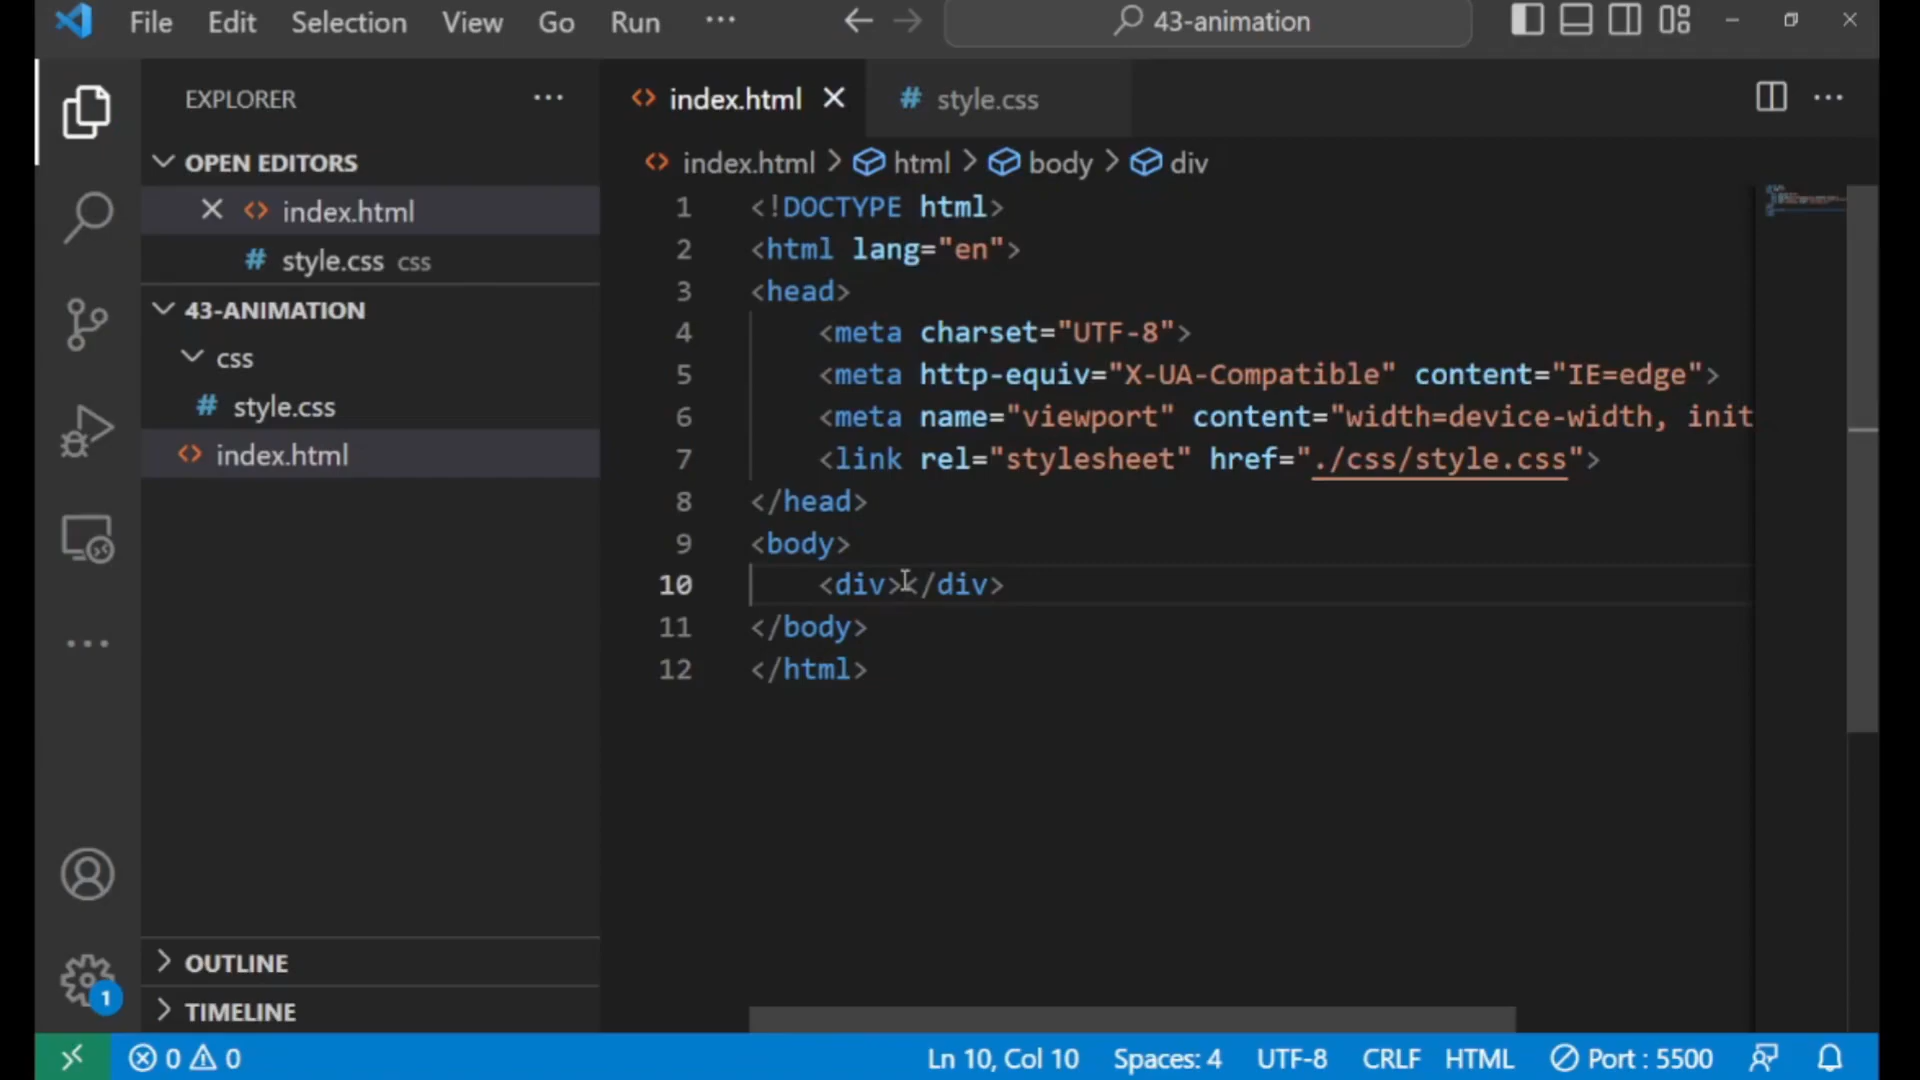 File Edit Selection View Go Run ··· 43-animation
EXPLORER ···
index.html
style.css
OPEN EDITORS
index.html > html > body > div
index.html
style.css css
43-ANIMATION
css
style.css
index.html
1 <!DOCTYPE html>
2 <html lang="en">
3 <head>
4 <meta charset="UTF-8">
5 <meta http-equiv="X-UA-Compatible" content="IE=edge">
6 <meta name="viewport" content="width=device-width, init
7 <link rel="stylesheet" href="./css/style.css">
8 </head>
9 <body>
10 <div></div>
11 </body>
12 </html>
OUTLINE
TIMELINE
1
0 0 Ln 10, Col 10 Spaces: 4 UTF-8 CRLF HTML Port : 5500